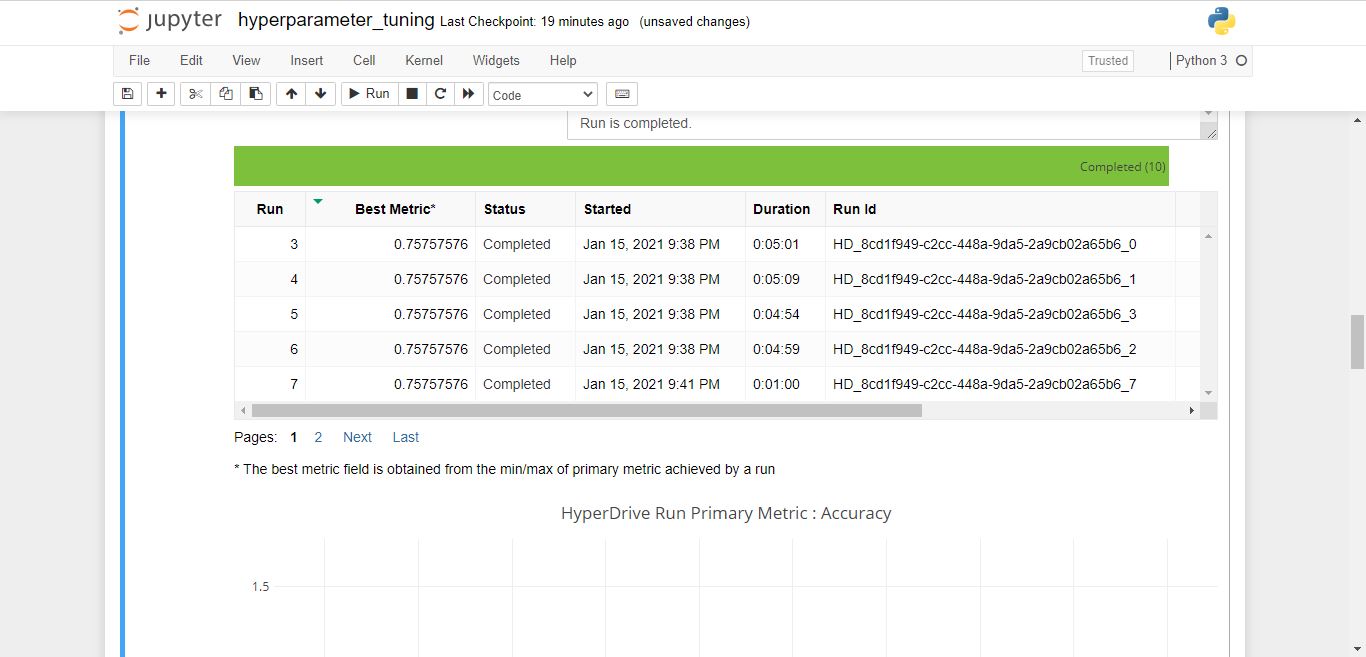 jupyter hyperparameter_tuning Last Checkpoint: 19 minutes ago (unsaved changes)
File Edit View Insert Cell Kernel Widgets Help Trusted Python 3
Run Code
Run is completed.
Completed (10)
Run Best Metric* Status Started Duration Run Id
3 0.75757576 Completed Jan 15, 2021 9:38 PM 0:05:01 HD_8cd1f949-c2cc-448a-9da5-2a9cb02a65b6_0
4 0.75757576 Completed Jan 15, 2021 9:38 PM 0:05:09 HD_8cd1f949-c2cc-448a-9da5-2a9cb02a65b6_1
5 0.75757576 Completed Jan 15, 2021 9:38 PM 0:04:54 HD_8cd1f949-c2cc-448a-9da5-2a9cb02a65b6_3
6 0.75757576 Completed Jan 15, 2021 9:38 PM 0:04:59 HD_8cd1f949-c2cc-448a-9da5-2a9cb02a65b6_2
7 0.75757576 Completed Jan 15, 2021 9:41 PM 0:01:00 HD_8cd1f949-c2cc-448a-9da5-2a9cb02a65b6_7
Pages: 1 2 Next Last
* The best metric field is obtained from the min/max of primary metric achieved by a run
HyperDrive Run Primary Metric : Accuracy
1.5